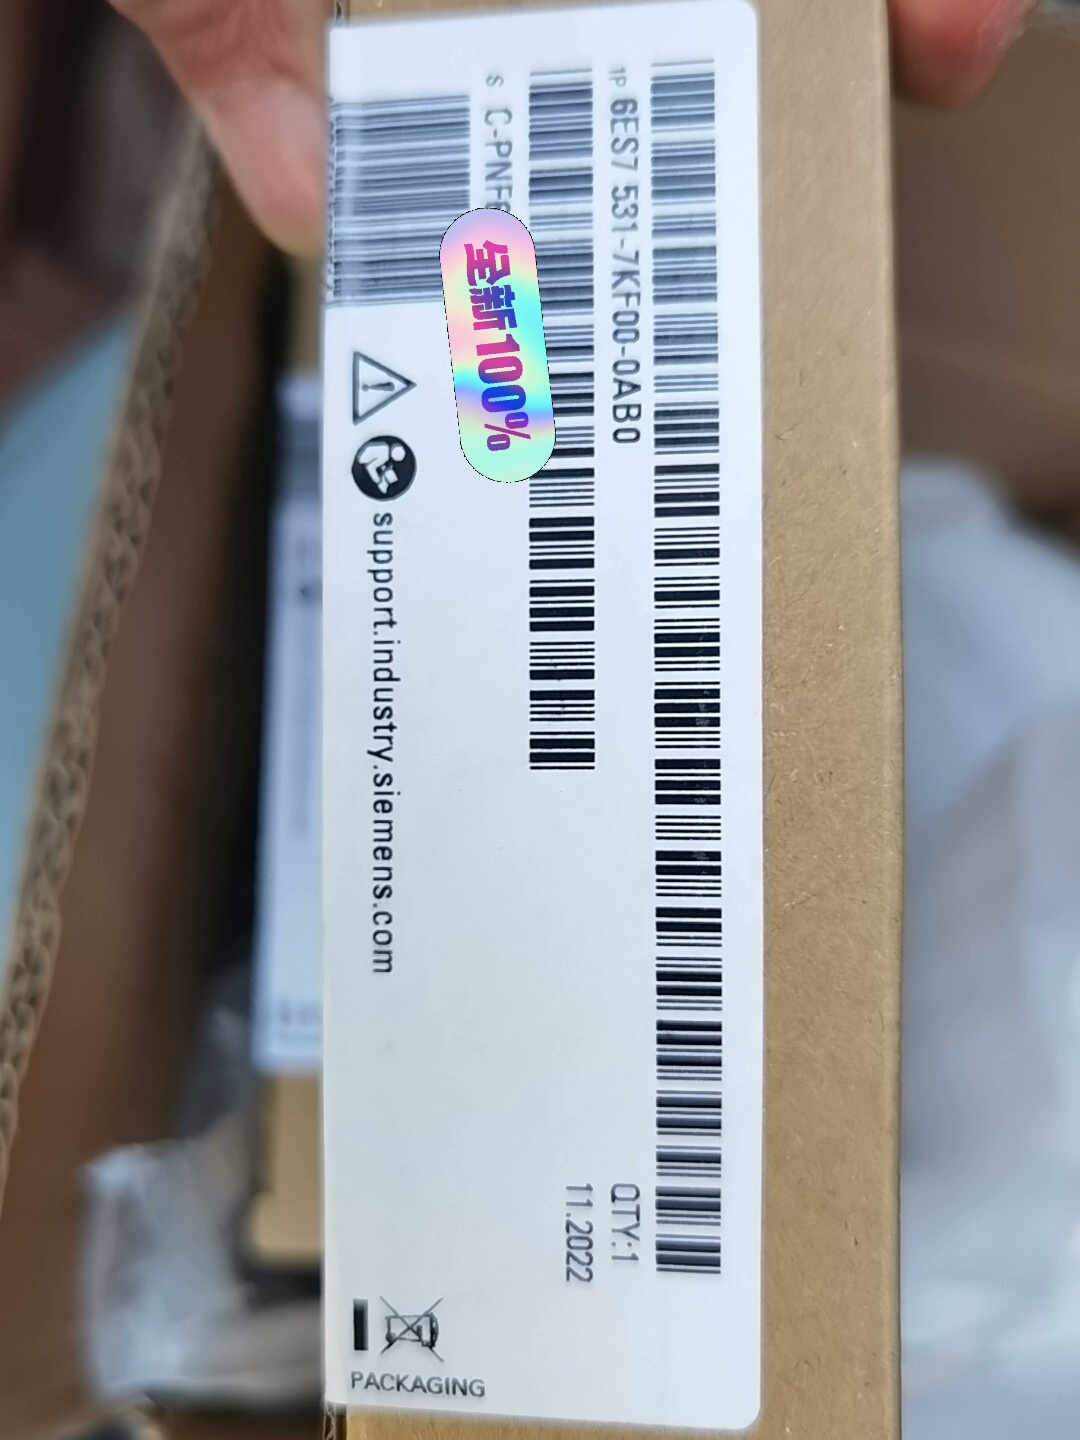 1P 6ES7 531-7KF00-0AB0
QTY:1
11.2022
S C-PNF
全新100%
support.industry.siemens.com
PACKAGING